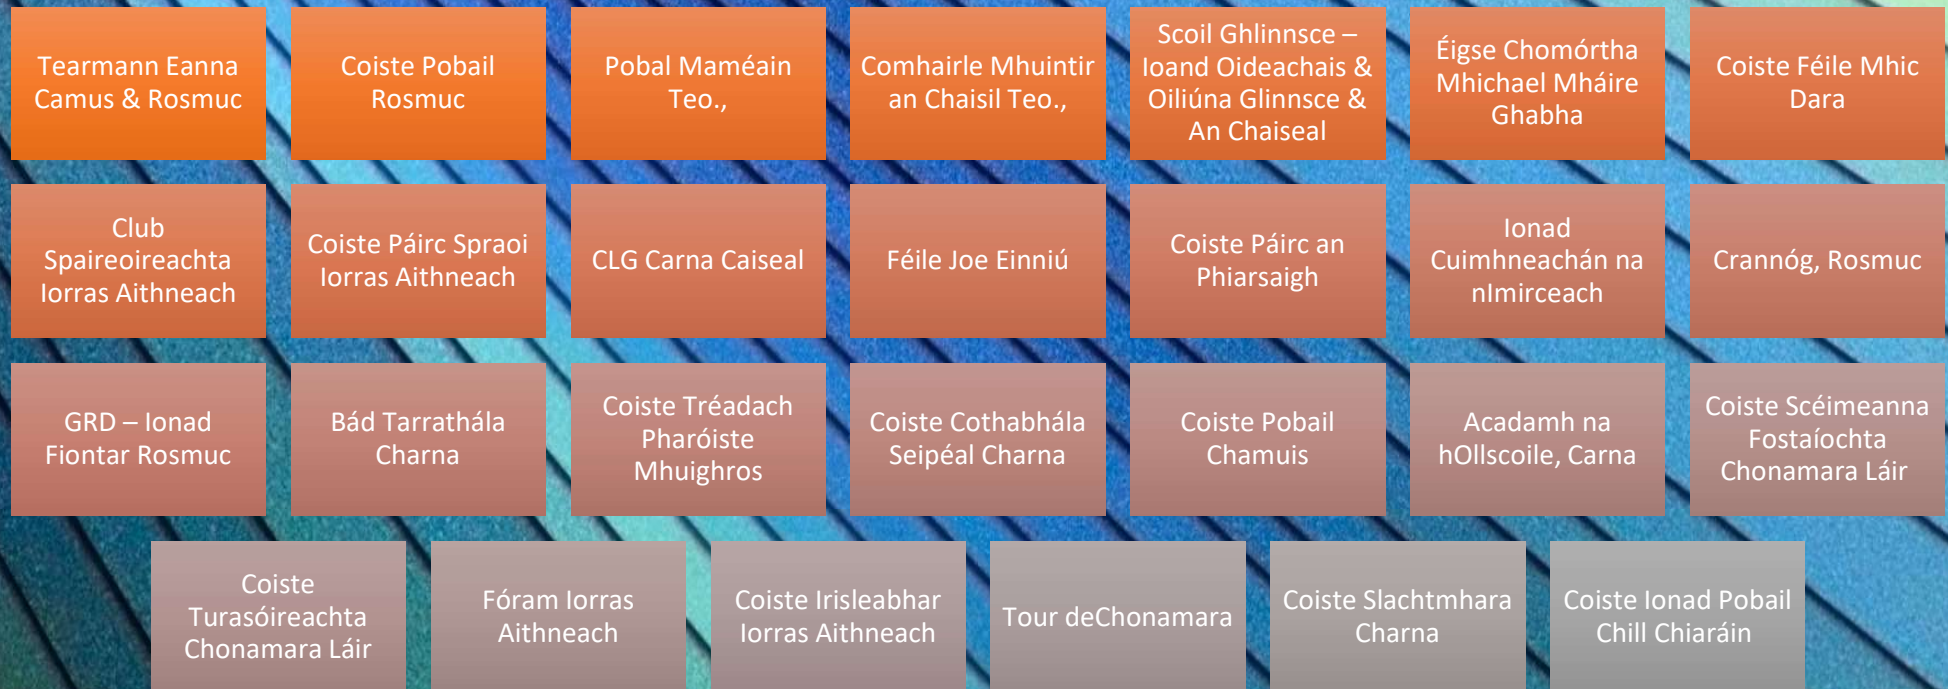 Tearmann Eanna
Camus & Rosmuc
Coiste Pobail
Rosmuc
Pobal Maméain
Teo.,
Comhairle Mhuintir
an Chaisil Teo.,
Scoil Ghlinnsce –
Ioand Oideachais &
Oiliúna Glinnsce &
An Chaiseal
Éigse Chomórtha
Mhichael Mháire
Ghabha
Coiste Féile Mhic
Dara
Club
Spaireoireachta
Iorras Aithneach
Coiste Páirc Spraoi
Iorras Aithneach
CLG Carna Caiseal
Féile Joe Einniú
Coiste Páirc an
Phiarsaigh
Ionad
Cuimhneachán na
nImirceach
Crannóg, Rosmuc
GRD – Ionad
Fiontar Rosmuc
Bád Tarrathála
Charna
Coiste Tréadach
Pharóiste
Mhuighros
Coiste Cothabhála
Seipéal Charna
Coiste Pobail
Chamuis
Acadamh na
hOllscoile, Carna
Coiste Scéimeanna
Fostaíochta
Chonamara Láir
Coiste
Turasóireachta
Chonamara Láir
Fóram Iorras
Aithneach
Coiste Irisleabhar
Iorras Aithneach
Tour deChonamara
Coiste Slachtmhara
Charna
Coiste Ionad Pobail
Chill Chiaráin